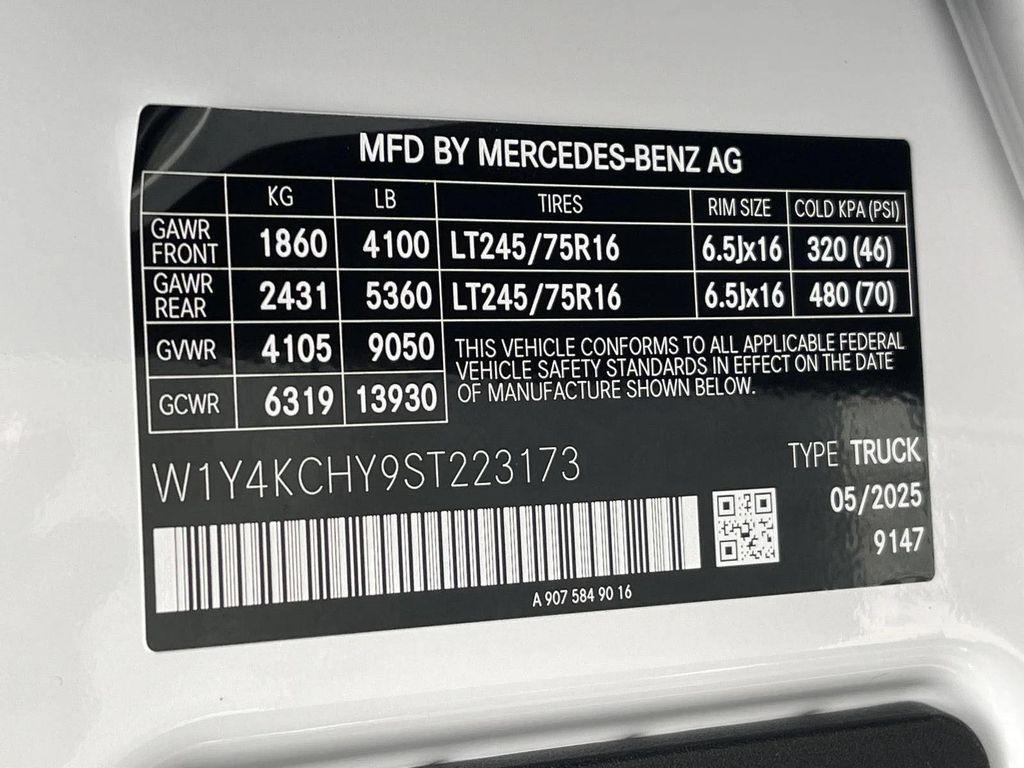 MFD BY MERCEDES-BENZ AG
KG LB TIRES RIM SIZE COLD KPA (PSI)
GAWR FRONT 1860 4100 LT245/75R16 6.5Jx16 320 (46)
GAWR REAR 2431 5360 LT245/75R16 6.5Jx16 480 (70)
GVWR 4105 9050
GCWR 6319 13930
THIS VEHICLE CONFORMS TO ALL APPLICABLE FEDERAL
VEHICLE SAFETY STANDARDS IN EFFECT ON THE DATE
OF MANUFACTURE SHOWN BELOW.
W1Y4KCHY9ST223173
TYPE TRUCK
05/2025
9147
A 907 584 90 16